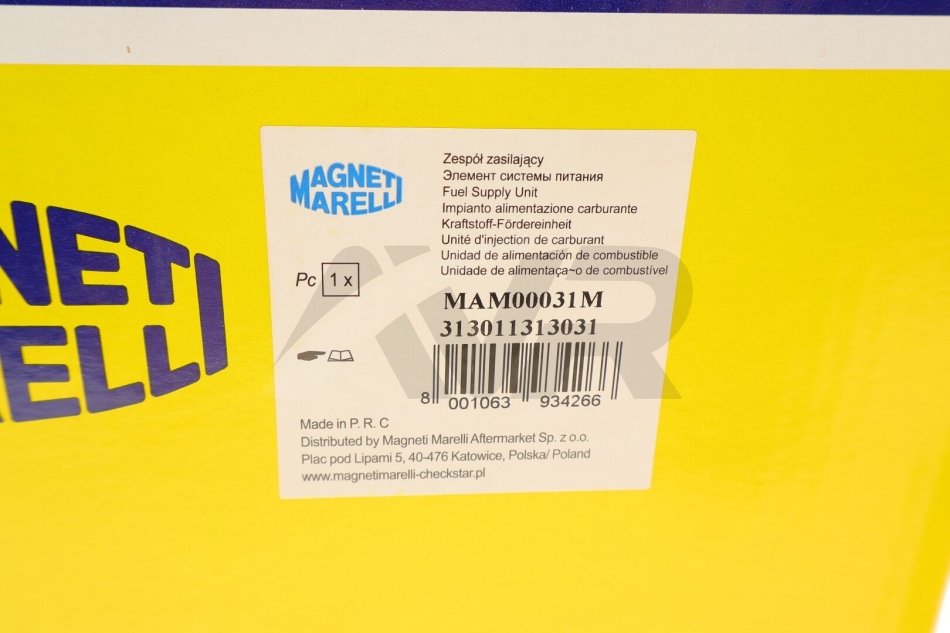 MAGNETI
MARELLI
Zespół zasilający
Элемент системы питания
Fuel Supply Unit
Impianto alimentazione carburante
Kraftstoff-Fördereinheit
Unité d'injection de carburant
Unidad de alimentación de combustible
Unidade de alimentaça~o de combustível
Pc 1 x
MAM00031M
313011313031
8 001063 934266
Made in P. R. C
Distributed by Magneti Marelli Aftermarket Sp. z o.o.
Plac pod Lipami 5, 40-476 Katowice, Polska/ Poland
www.magnetimarelli-checkstar.pl
NETI
RELLI